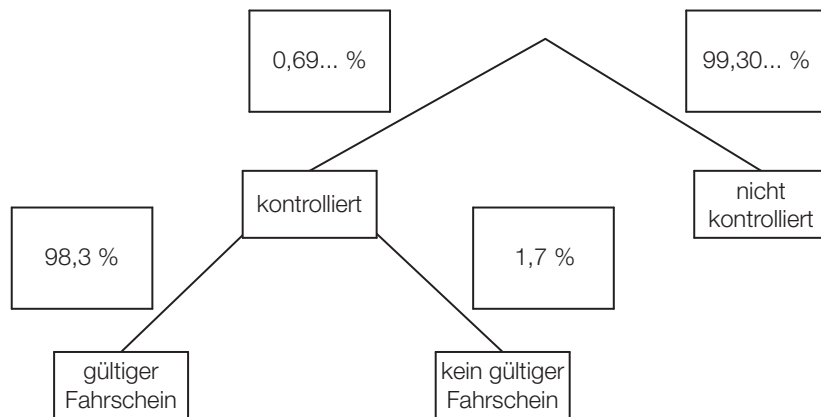 0,69... %
99,30... %
kontrolliert
nicht
kontrolliert
98,3 %
1,7 %
gültiger
Fahrschein
kein gültiger
Fahrschein